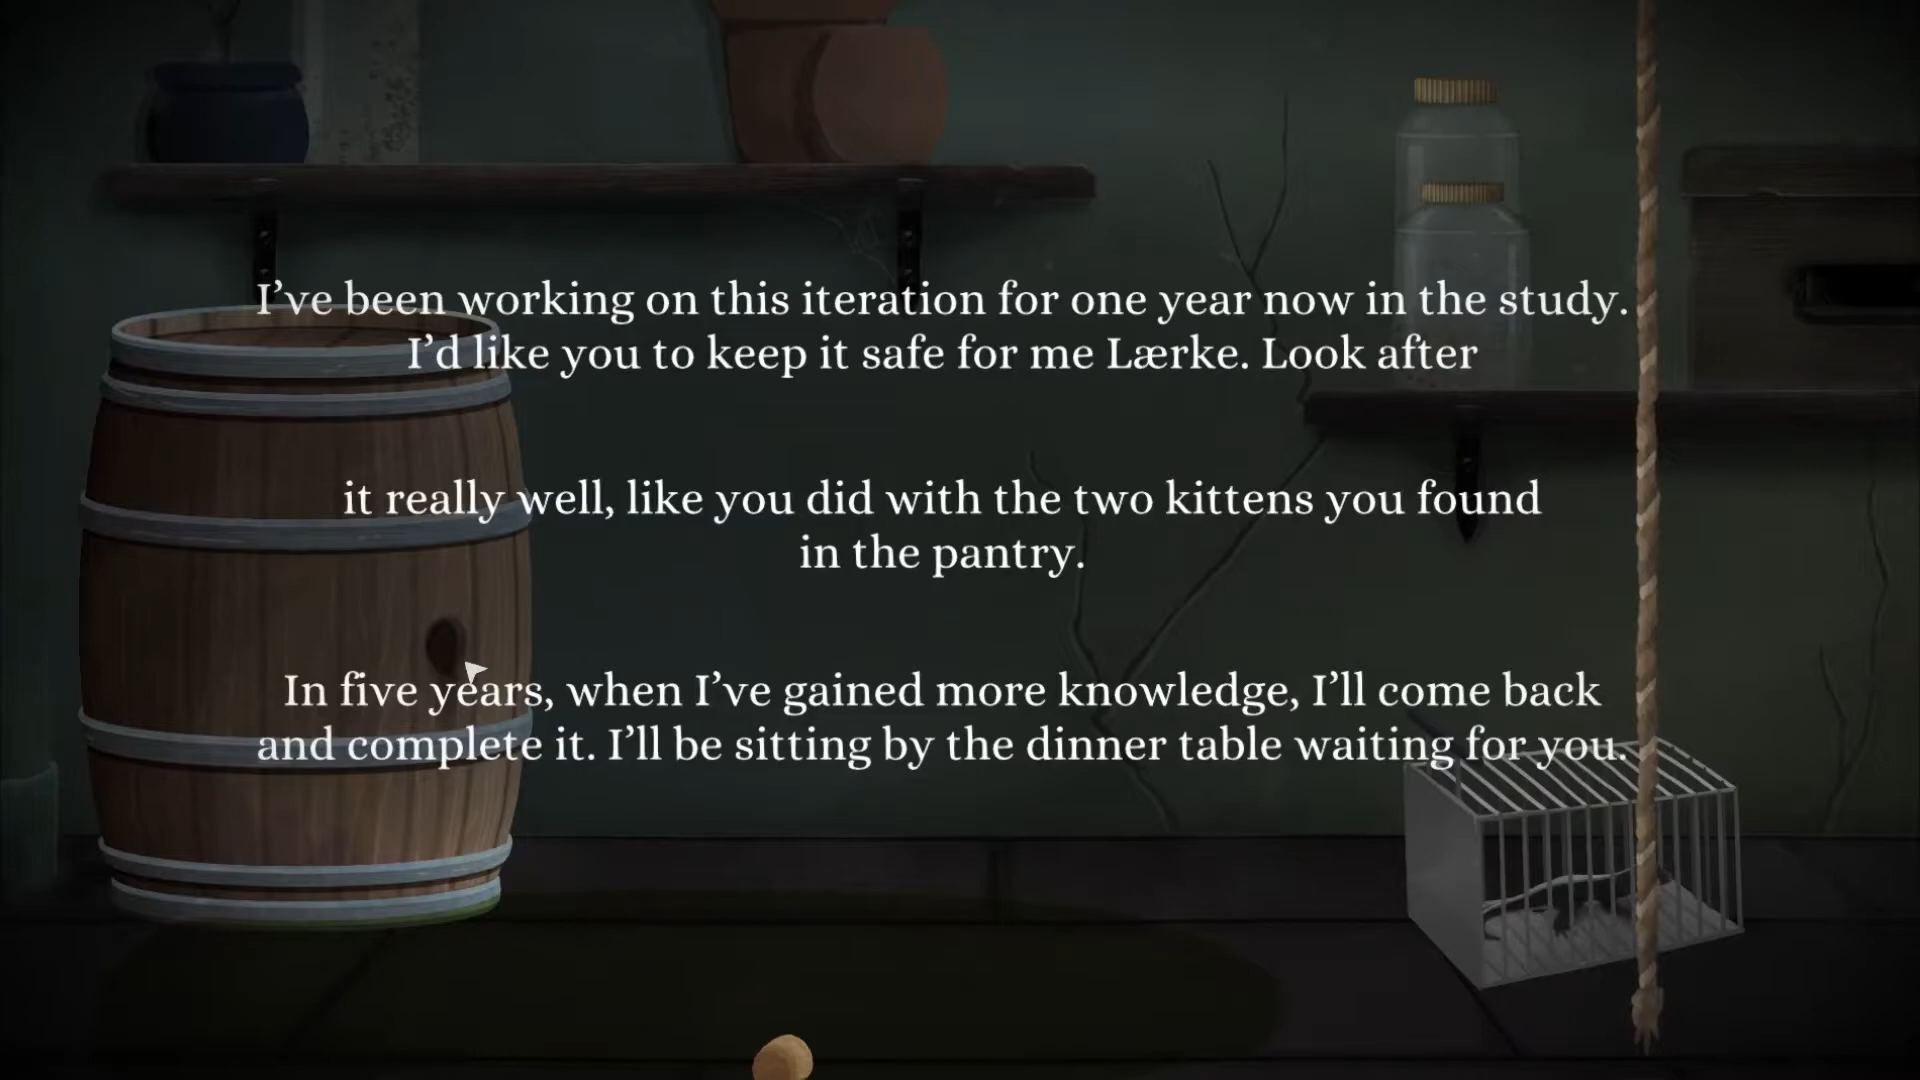 I’ve been working on this iteration for one year now in the study.
I’d like you to keep it safe for me Lærke. Look after
it really well, like you did with the two kittens you found
in the pantry.
In five years, when I’ve gained more knowledge, I’ll come back
and complete it. I’ll be sitting by the dinner table waiting for you.